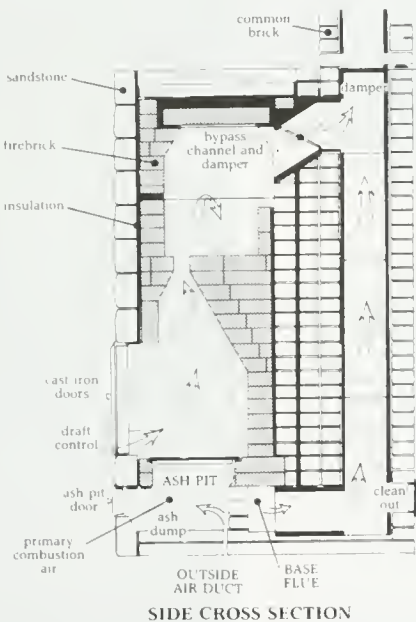 common
brick
sandstone
damper
bypass
channel and
damper
firebrick
insulation
cast iron
doors
draft
control
ASH PIT
ash pit
door
clean
out
ash
dump
primary
combustion
air
OUTSIDE
AIR DUCT
BASE
FLUE
SIDE CROSS SECTION